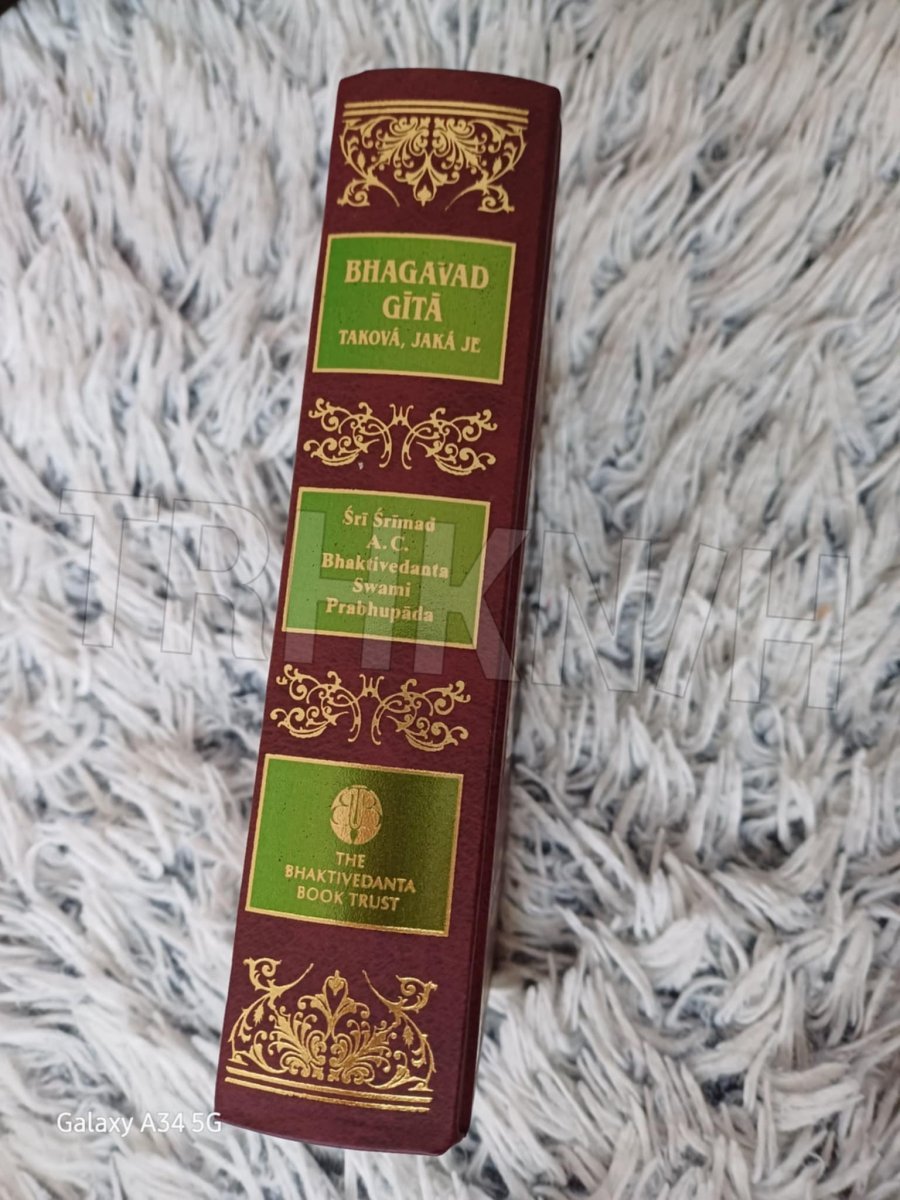 BHAGAVAD
GĪTĀ
TAKOVÁ, JAKÁ JE
Śrī Śrīmad
A. C.
Bhaktivedanta
Swami
Prabhupāda
THE
BHAKTIVEDANTA
BOOK TRUST
Galaxy A34 5G